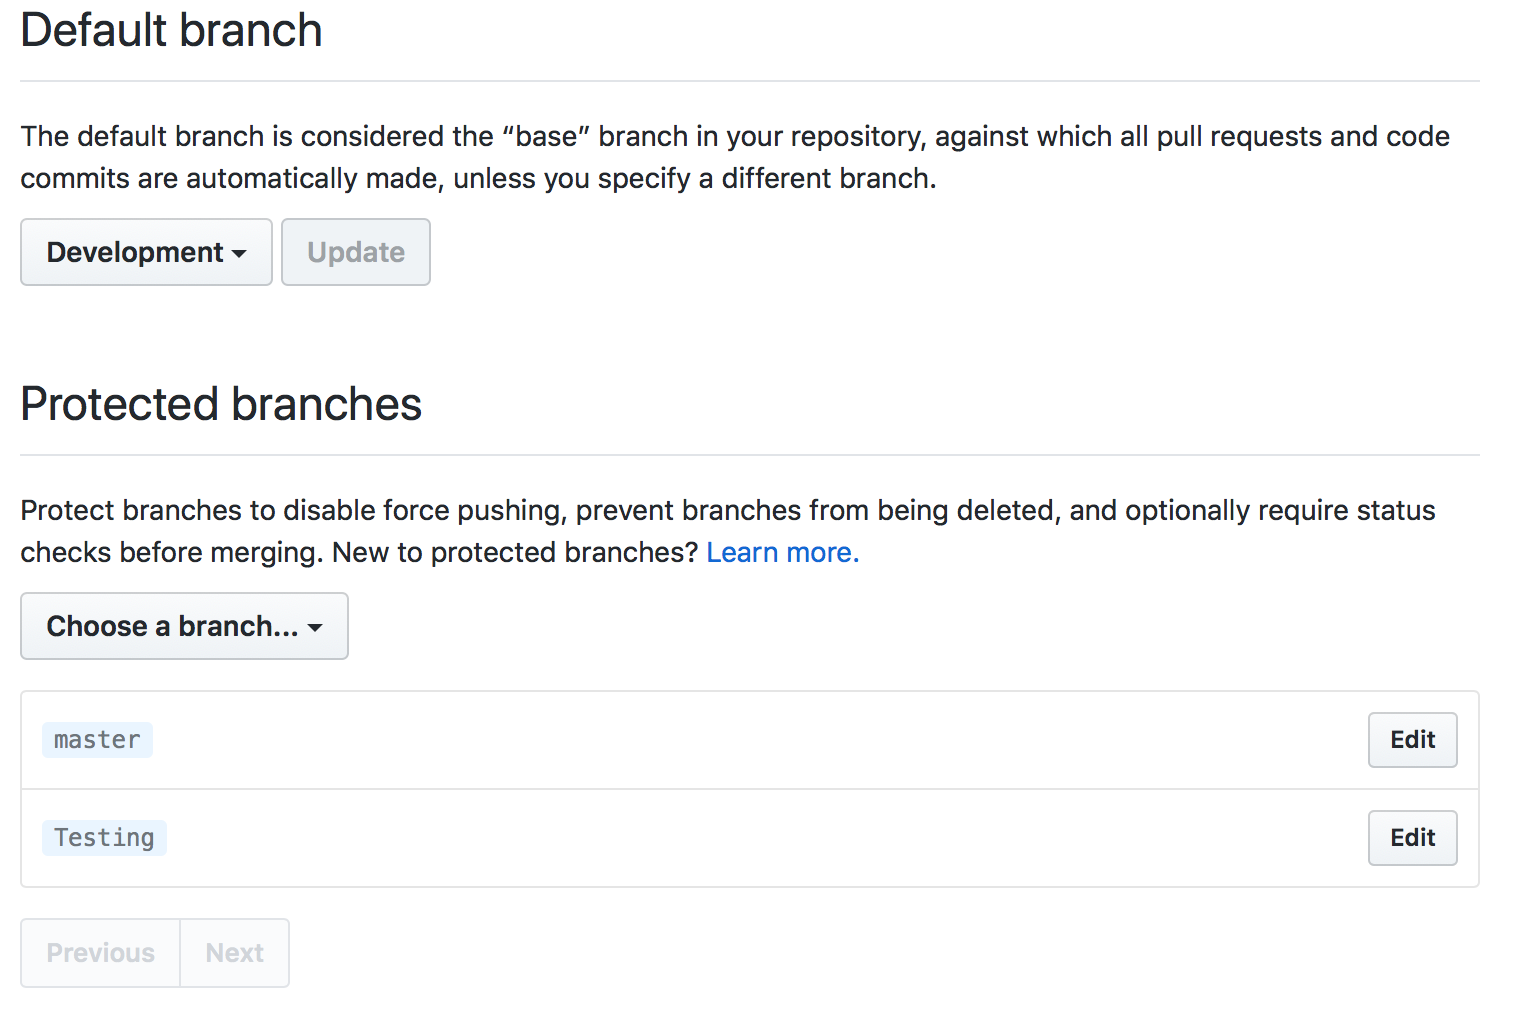 Default branch
The default branch is considered the “base” branch in your repository, against which all pull requests and code
commits are automatically made, unless you specify a different branch.
Development Update
Protected branches
Protect branches to disable force pushing, prevent branches from being deleted, and optionally require status
checks before merging. New to protected branches? Learn more.
Choose a branch...
master Edit
Testing Edit
Previous Next